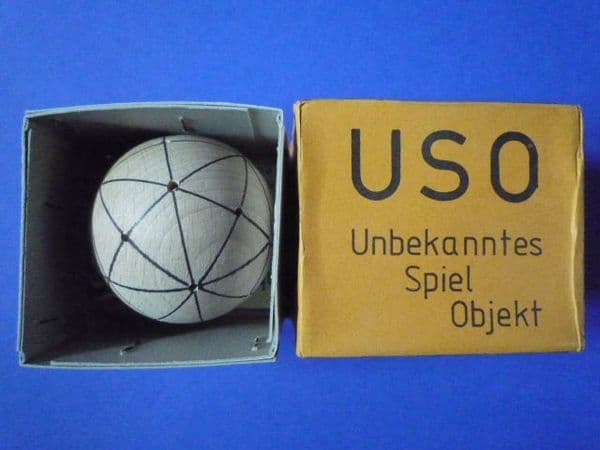 USO
Unbekanntes
Spiel
Objekt